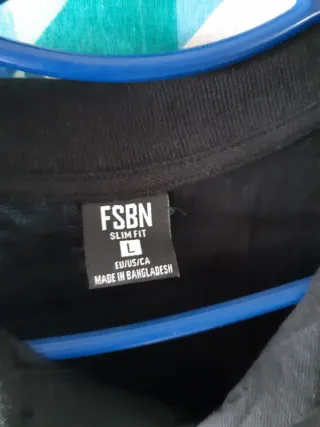 FSBN
SLIM FIT
L
EU/US/CA
MADE IN BANGLADESH